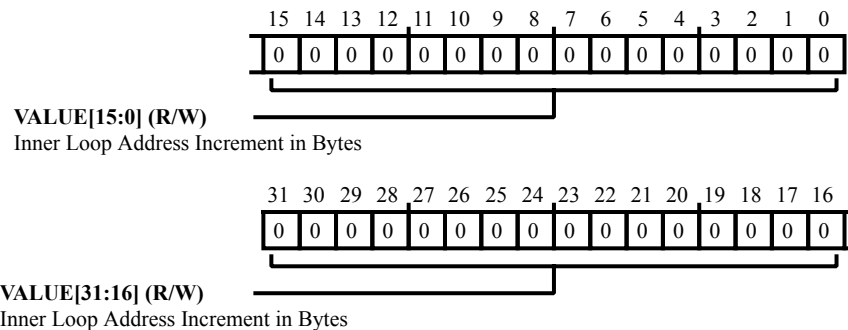 15 14 13 12 11 10 9 8 7 6 5 4 3 2 1 0
0 0 0 0 0 0 0 0 0 0 0 0 0 0 0 0
VALUE[15:0] (R/W)
Inner Loop Address Increment in Bytes
31 30 29 28 27 26 25 24 23 22 21 20 19 18 17 16
0 0 0 0 0 0 0 0 0 0 0 0 0 0 0 0
VALUE[31:16] (R/W)
Inner Loop Address Increment in Bytes